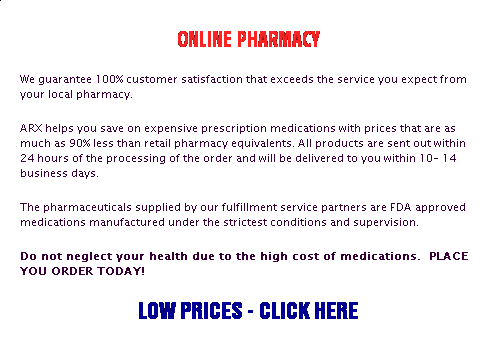 ONLINE PHARMACY
We guarantee 100% customer satisfaction that exceeds the service you expect from
your local pharmacy.
ARX helps you save on expensive prescription medications with prices that are as
much as 90% less than retail pharmacy equivalents. All products are sent out within
24 hours of the processing of the order and will be delivered to you within 10- 14
business days.
The pharmaceuticals supplied by our fulfillment service partners are FDA approved
medications manufactured under the strictest conditions and supervision.
Do not neglect your health due to the high cost of medications. PLACE
YOU ORDER TODAY!
LOW PRICES - CLICK HERE